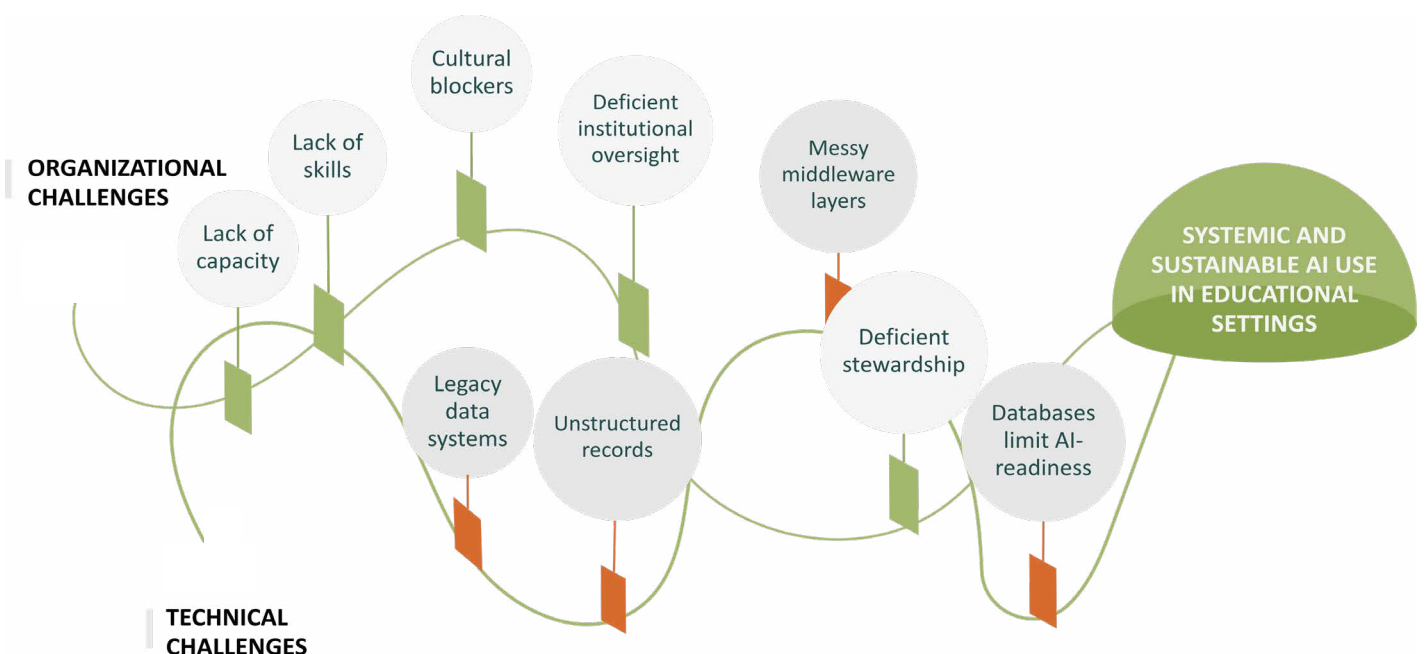 ORGANIZATIONAL
CHALLENGES
Lack of
capacity
Lack of
skills
Cultural
blockers
Deficient
institutional
oversight
Messy
middleware
layers
Deficient
stewardship
Legacy
data
systems
Unstructured
records
Databases
limit AI-
readiness
SYSTEMIC AND
SUSTAINABLE AI USE
IN EDUCATIONAL
SETTINGS
TECHNICAL
CHALLENGES